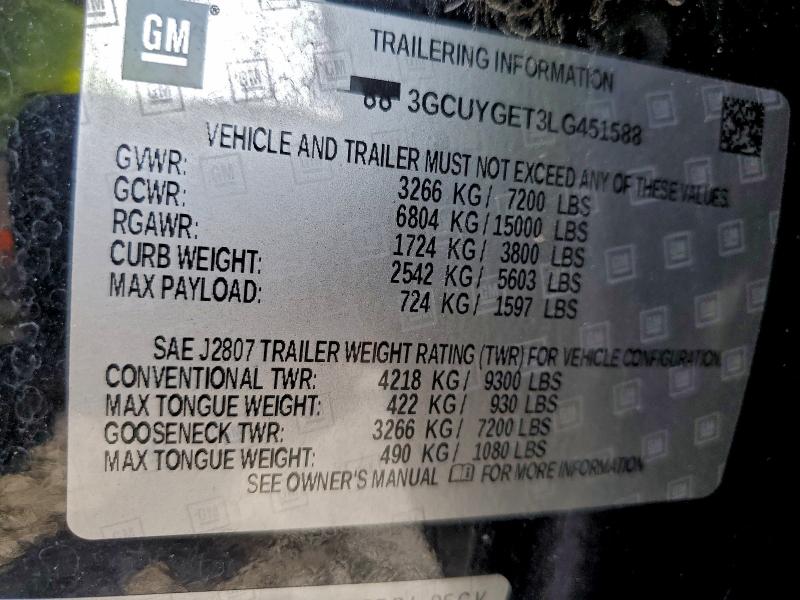 GM
TRAILERING INFORMATION
3GCUYGET3LG451588
VEHICLE AND TRAILER MUST NOT EXCEED ANY OF THESE VALUES.
GVWR: 3266 KG/ 7200 LBS
GCWR: 6804 KG/ 15000 LBS
RGAWR: 1724 KG/ 3800 LBS
CURB WEIGHT: 2542 KG/ 5603 LBS
MAX PAYLOAD: 724 KG/ 1597 LBS
SAE J2807 TRAILER WEIGHT RATING (TWR) FOR VEHICLE CONFIGURATION
CONVENTIONAL TWR: 4218 KG/ 9300 LBS
MAX TONGUE WEIGHT: 422 KG/ 930 LBS
GOOSENECK TWR: 3266 KG/ 7200 LBS
MAX TONGUE WEIGHT: 490 KG/ 1080 LBS
SEE OWNER'S MANUAL FOR MORE INFORMATION